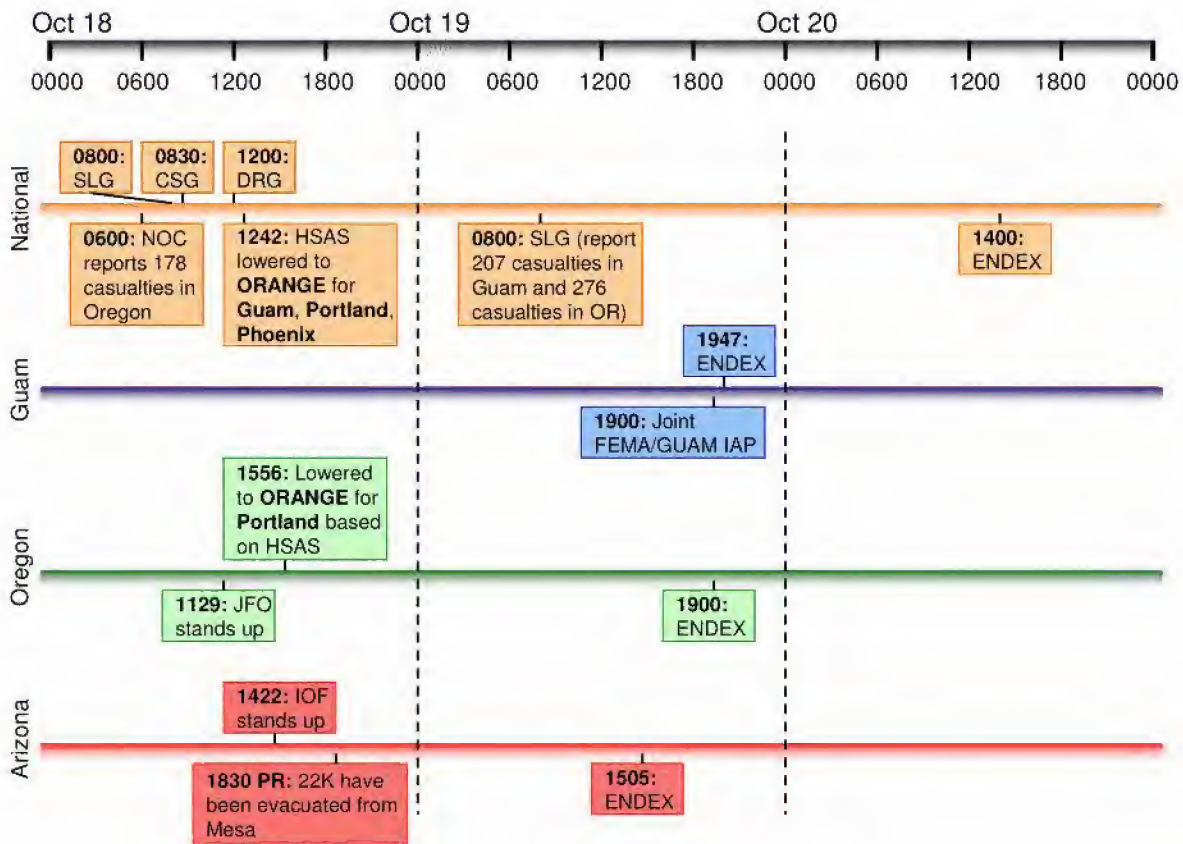 Oct 18 Oct 19 Oct 20
0000 0600 1200 1800 0000 0600 1200 1800 0000 0600 1200 1800 0000
National
0800:
SLG
0830:
CSG
1200:
DRG
0600: NOC
reports 178
casualties in
Oregon
1242: HSAS
lowered to
ORANGE for
Guam, Portland,
Phoenix
0800: SLG (report
207 casualties in
Guam and 276
casualties in OR)
1400:
ENDEX
Guam
1947:
ENDEX
1900: Joint
FEMA/GUAM IAP
Oregon
1556: Lowered
to ORANGE for
Portland based
on HSAS
1129: JFO
stands up
1900:
ENDEX
Arizona
1422: IOF
stands up
1830 PR: 22K have
been evacuated from
Mesa
1505:
ENDEX